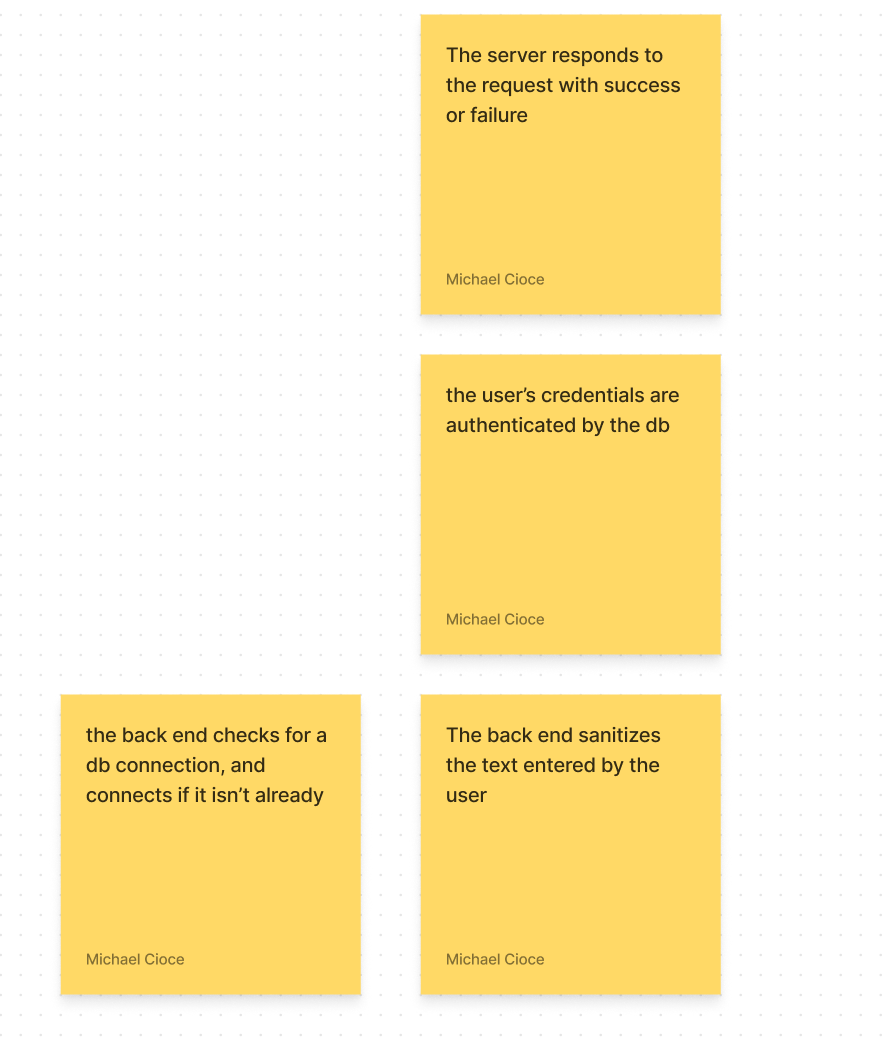 The server responds to
the request with success
or failure
Michael Cioce
the user’s credentials are
authenticated by the db
Michael Cioce
the back end checks for a
db connection, and
connects if it isn’t already
Michael Cioce
The back end sanitizes
the text entered by the
user
Michael Cioce